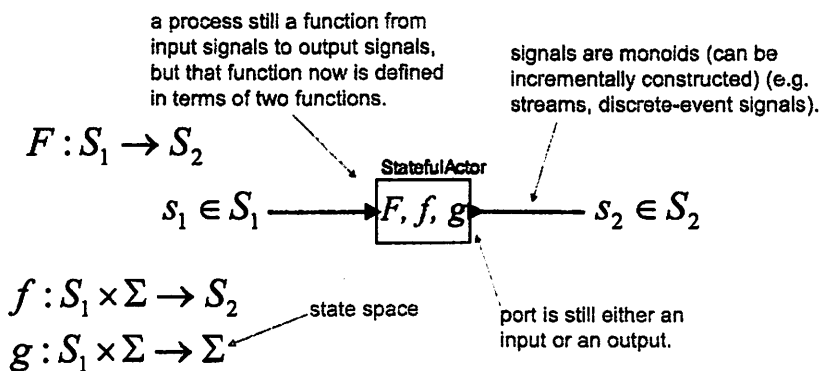 a process still a function from
input signals to output signals,
but that function now is defined
in terms of two functions.
signals are monoids (can be
incrementally constructed) (e.g.
streams, discrete-event signals).
F : S₁ → S₂
StatefulActor
s₁ ∈ S₁
F, f, g
s₂ ∈ S₂
f : S₁ × Σ → S₂
g : S₁ × Σ → Σ
state space
port is still either an
input or an output.